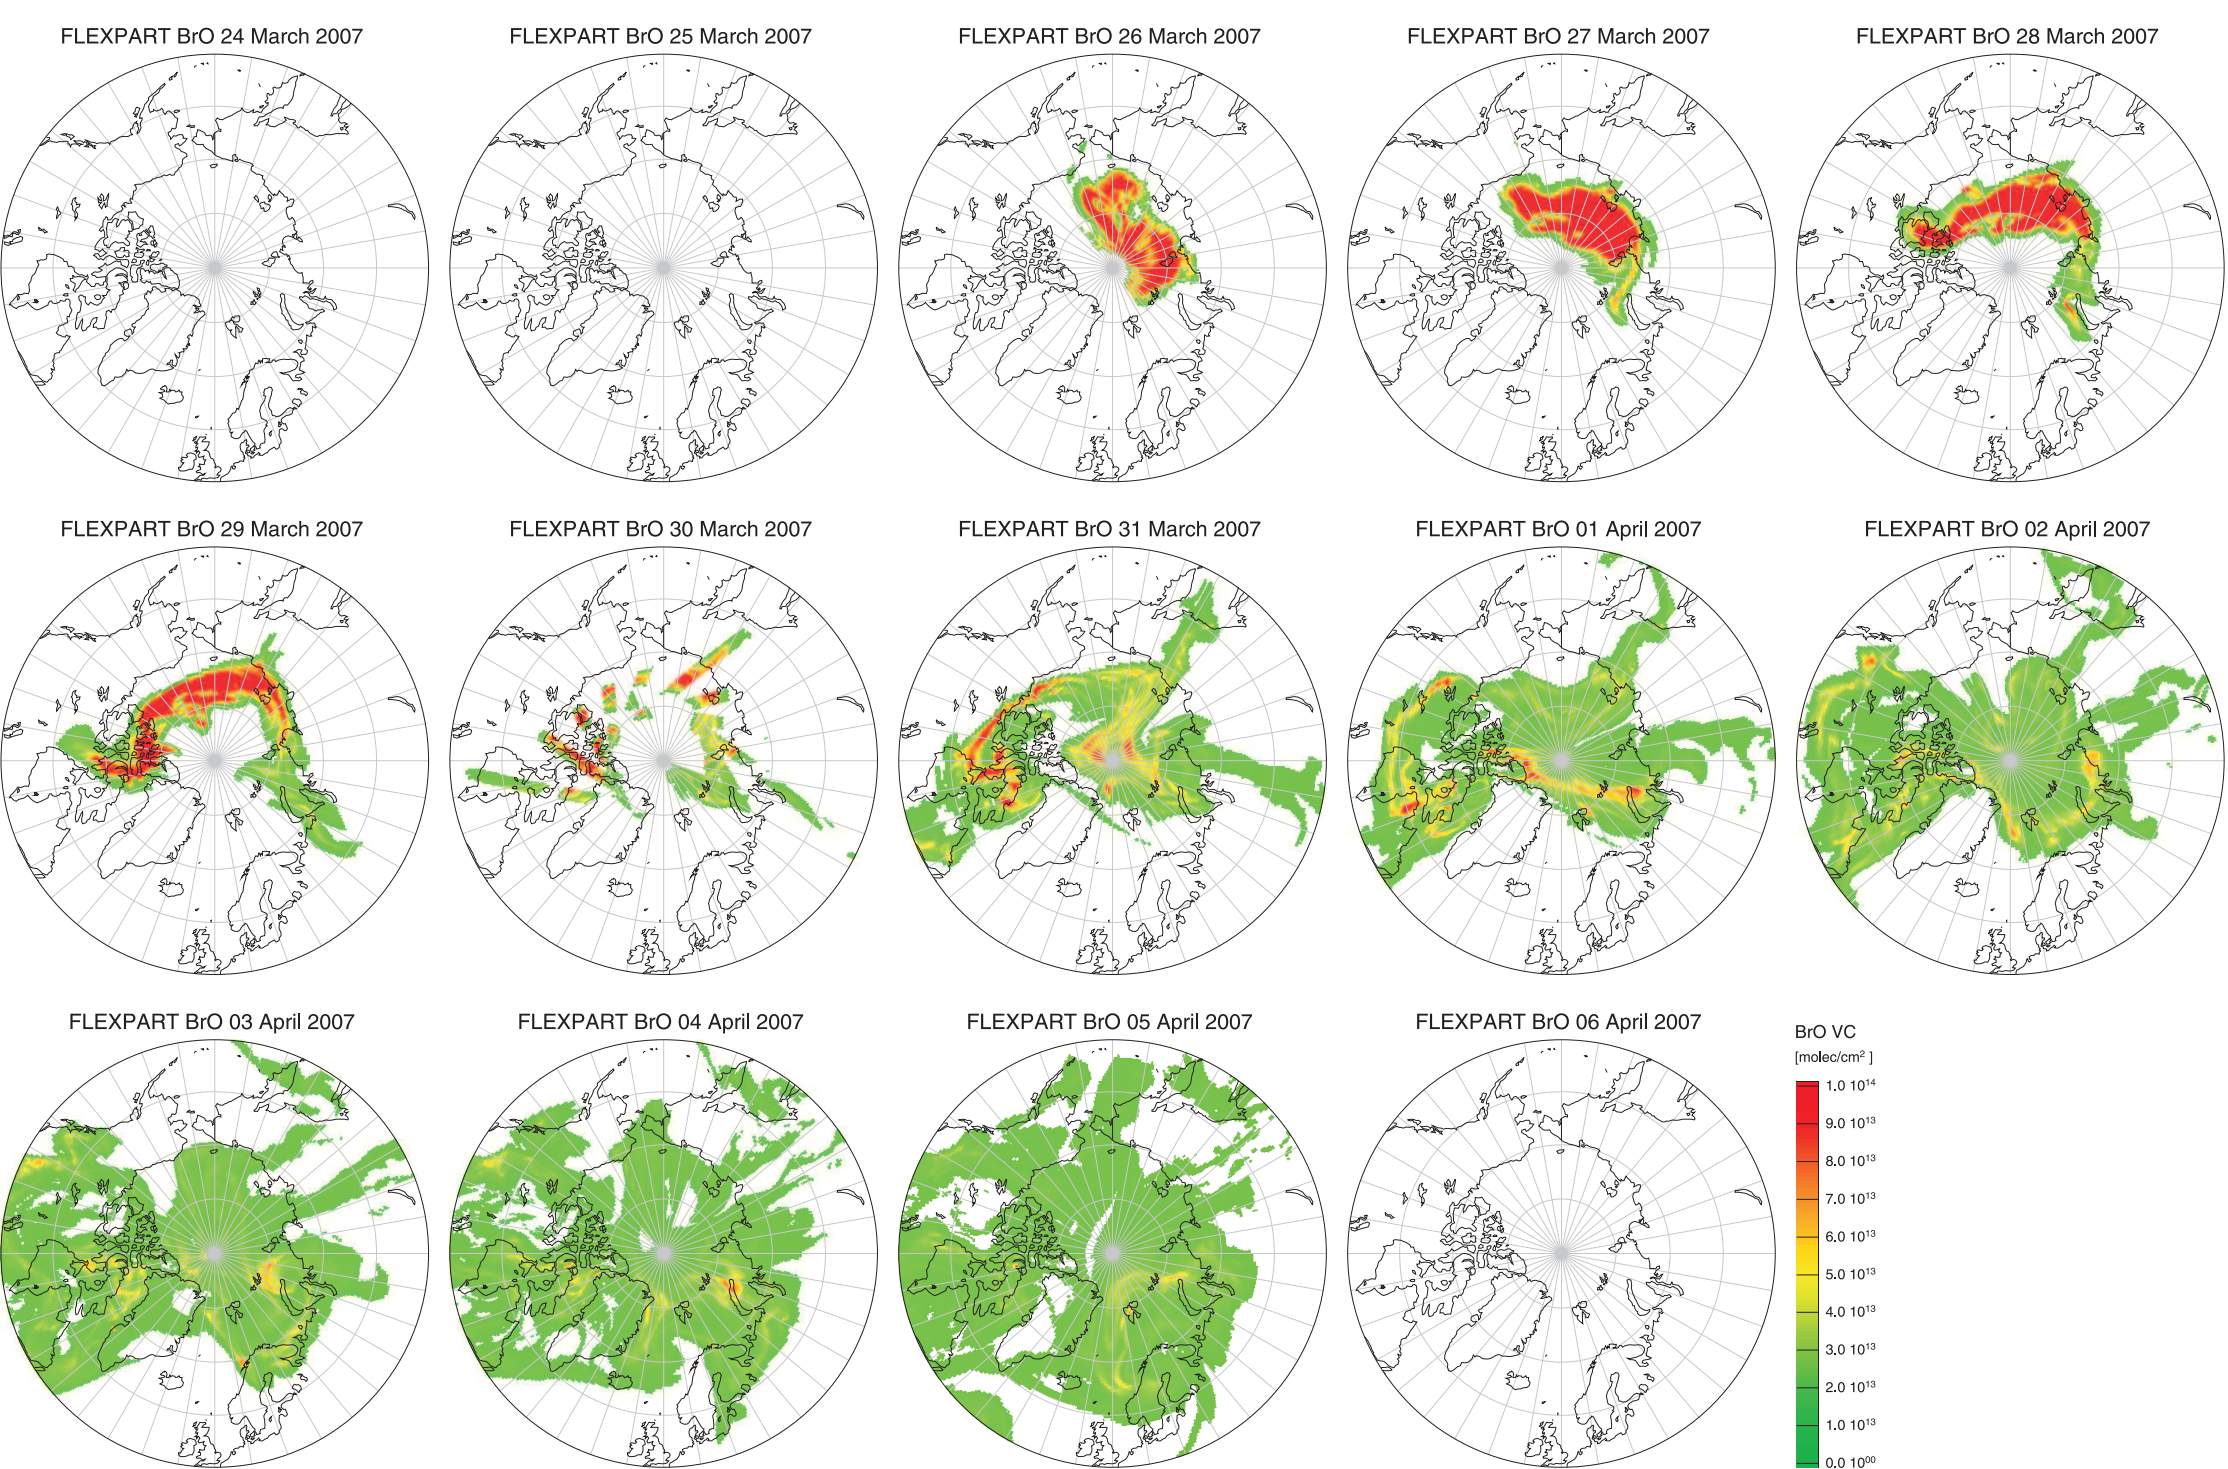 FLEXPART BrO 24 March 2007
FLEXPART BrO 25 March 2007
FLEXPART BrO 26 March 2007
FLEXPART BrO 27 March 2007
FLEXPART BrO 28 March 2007
FLEXPART BrO 29 March 2007
FLEXPART BrO 30 March 2007
FLEXPART BrO 31 March 2007
FLEXPART BrO 01 April 2007
FLEXPART BrO 02 April 2007
FLEXPART BrO 03 April 2007
FLEXPART BrO 04 April 2007
FLEXPART BrO 05 April 2007
FLEXPART BrO 06 April 2007
BrO VC
[molec/cm² ]
1.0 10¹⁴
9.0 10¹³
8.0 10¹³
7.0 10¹³
6.0 10¹³
5.0 10¹³
4.0 10¹³
3.0 10¹³
2.0 10¹³
1.0 10¹³
0.0 10⁰⁰